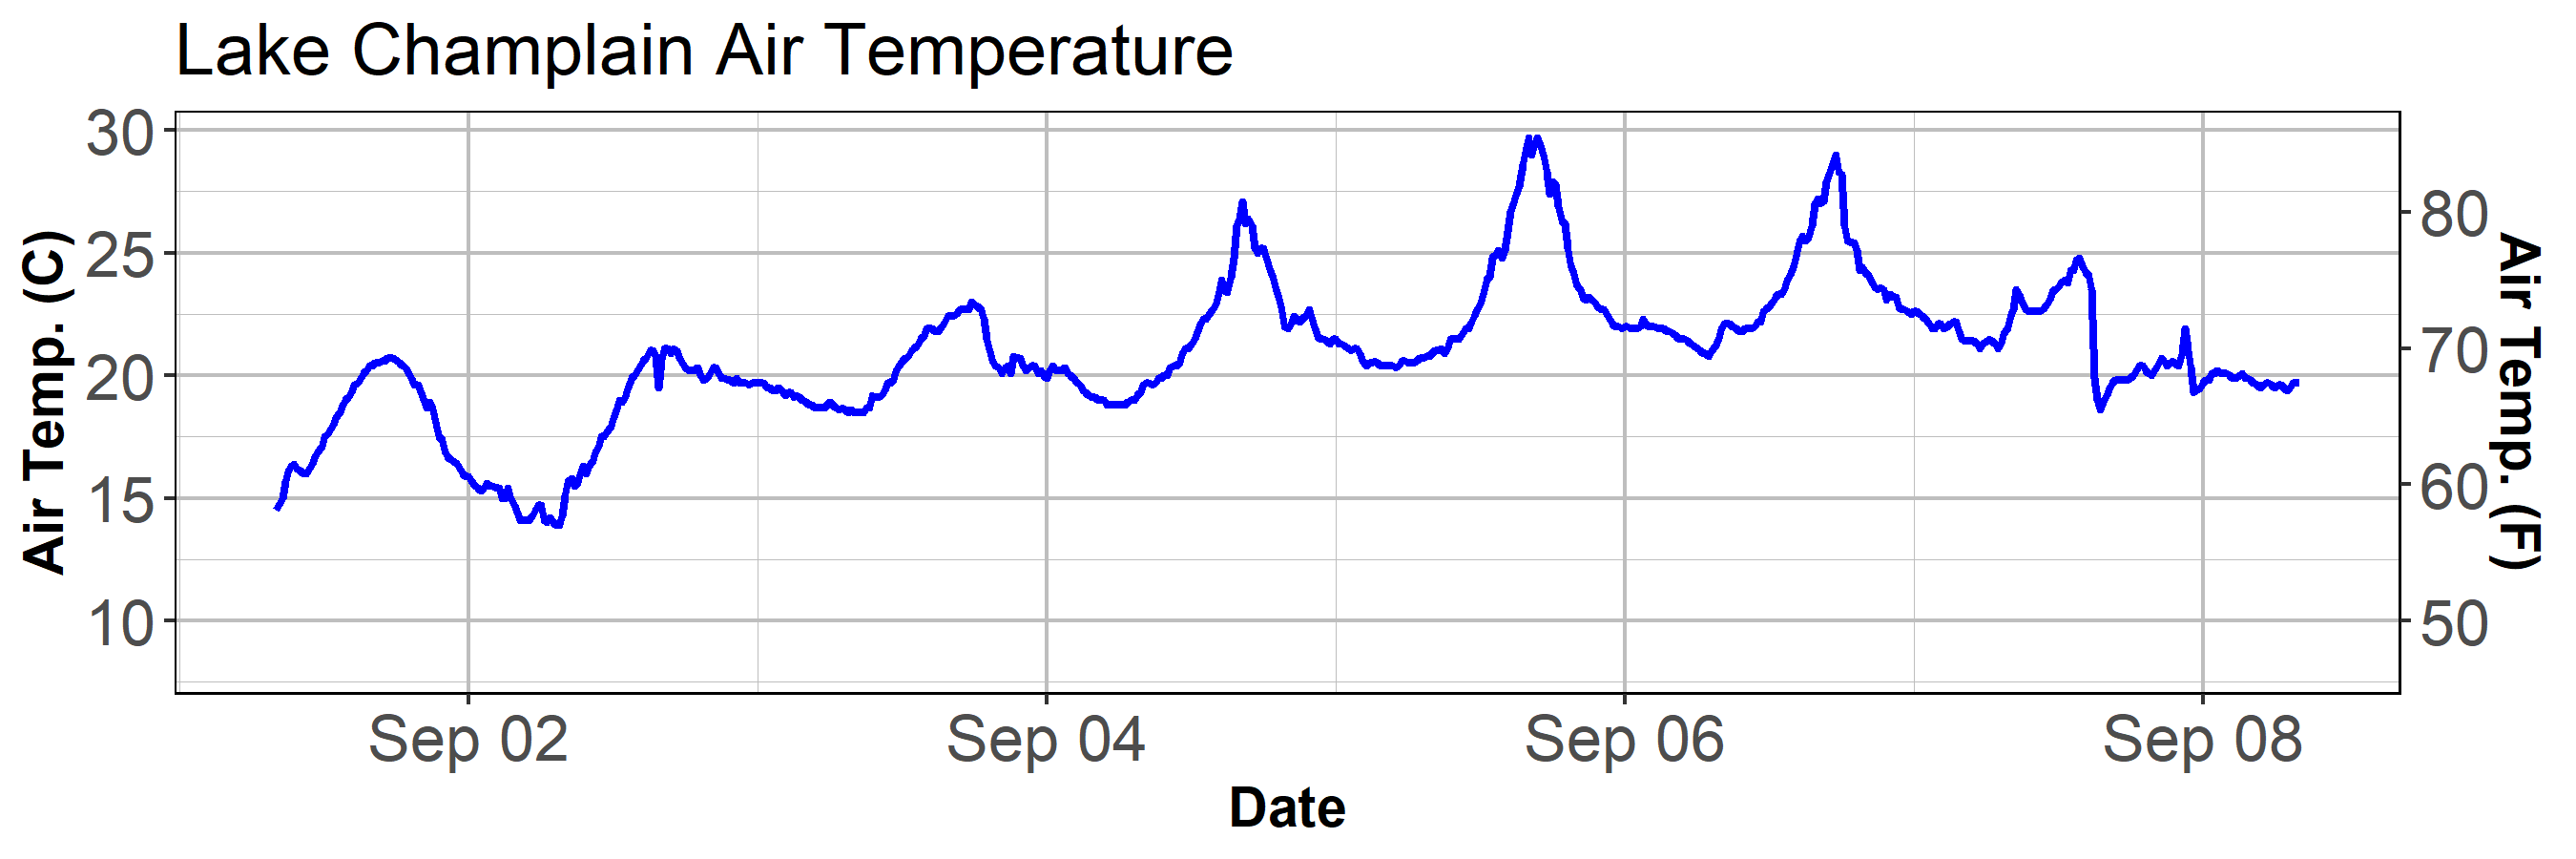 Lake Champlain Air Temperature
30
25
20
15
10
Air Temp. (C)
80
70
60
50
Air Temp. (F)
Sep 02 Sep 04 Sep 06 Sep 08
Date